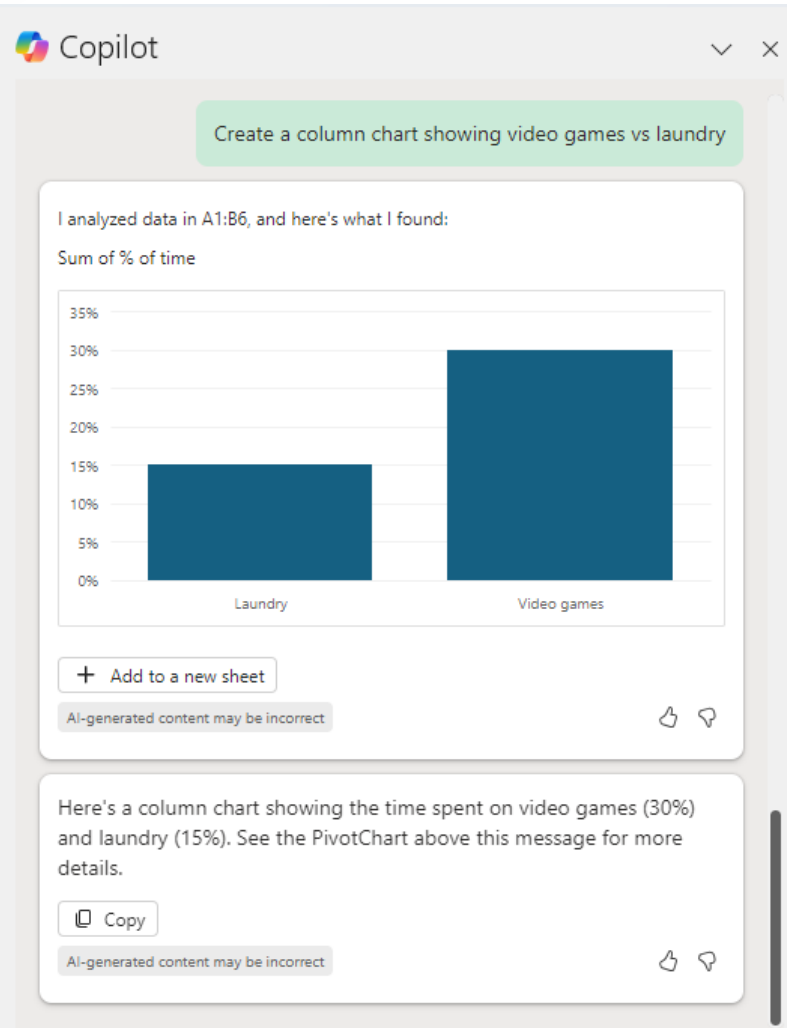 Copilot
Create a column chart showing video games vs laundry
I analyzed data in A1:B6, and here's what I found:
Sum of % of time
35%
30%
25%
20%
15%
10%
5%
0%
Laundry
Video games
Add to a new sheet
AI-generated content may be incorrect
Here's a column chart showing the time spent on video games (30%)
and laundry (15%). See the PivotChart above this message for more
details.
Copy
AI-generated content may be incorrect